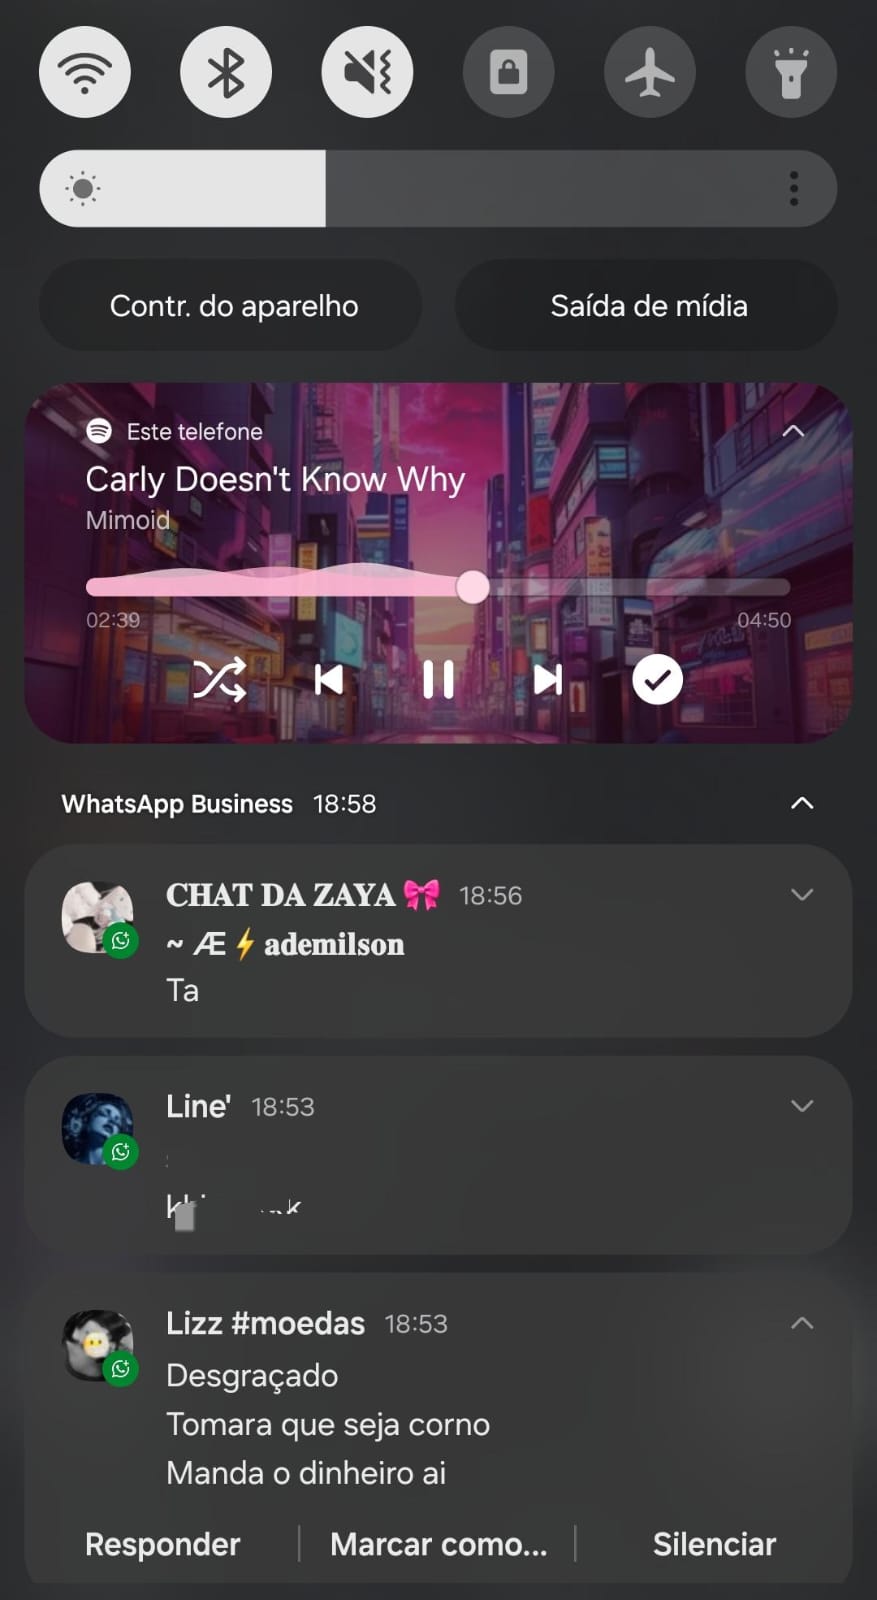 Contr. do aparelho
Saída de mídia
Este telefone
Carly Doesn't Know Why
Mimoid
02:39
04:50
WhatsApp Business 18:58
CHAT DA ZAYA 🎀 18:56
~ Æ⚡ademilson
Ta
Line' 18:53
Lizz #moedas 18:53
Desgraçado
Tomara que seja corno
Manda o dinheiro ai
Responder
Marcar como...
Silenciar